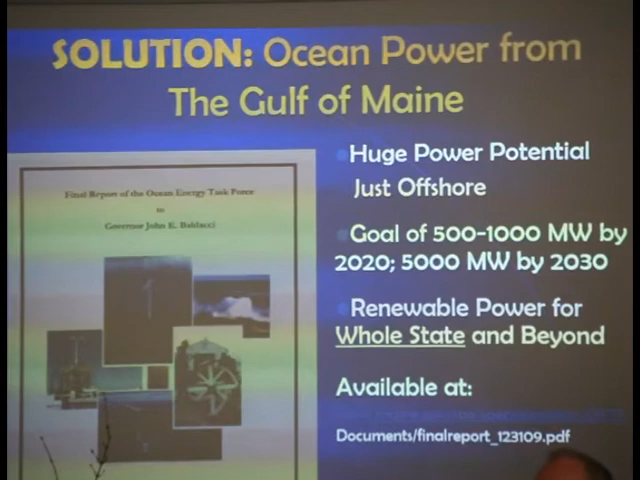 SOLUTION: Ocean Power from
The Gulf of Maine
Final Report of the Ocean Energy Task Force
to
Governor John E. Baldacci
Huge Power Potential
Just Offshore
Goal of 500-1000 MW by
2020; 5000 MW by 2030
Renewable Power for
Whole State and Beyond
Available at:
Documents/finalreport_123109.pdf